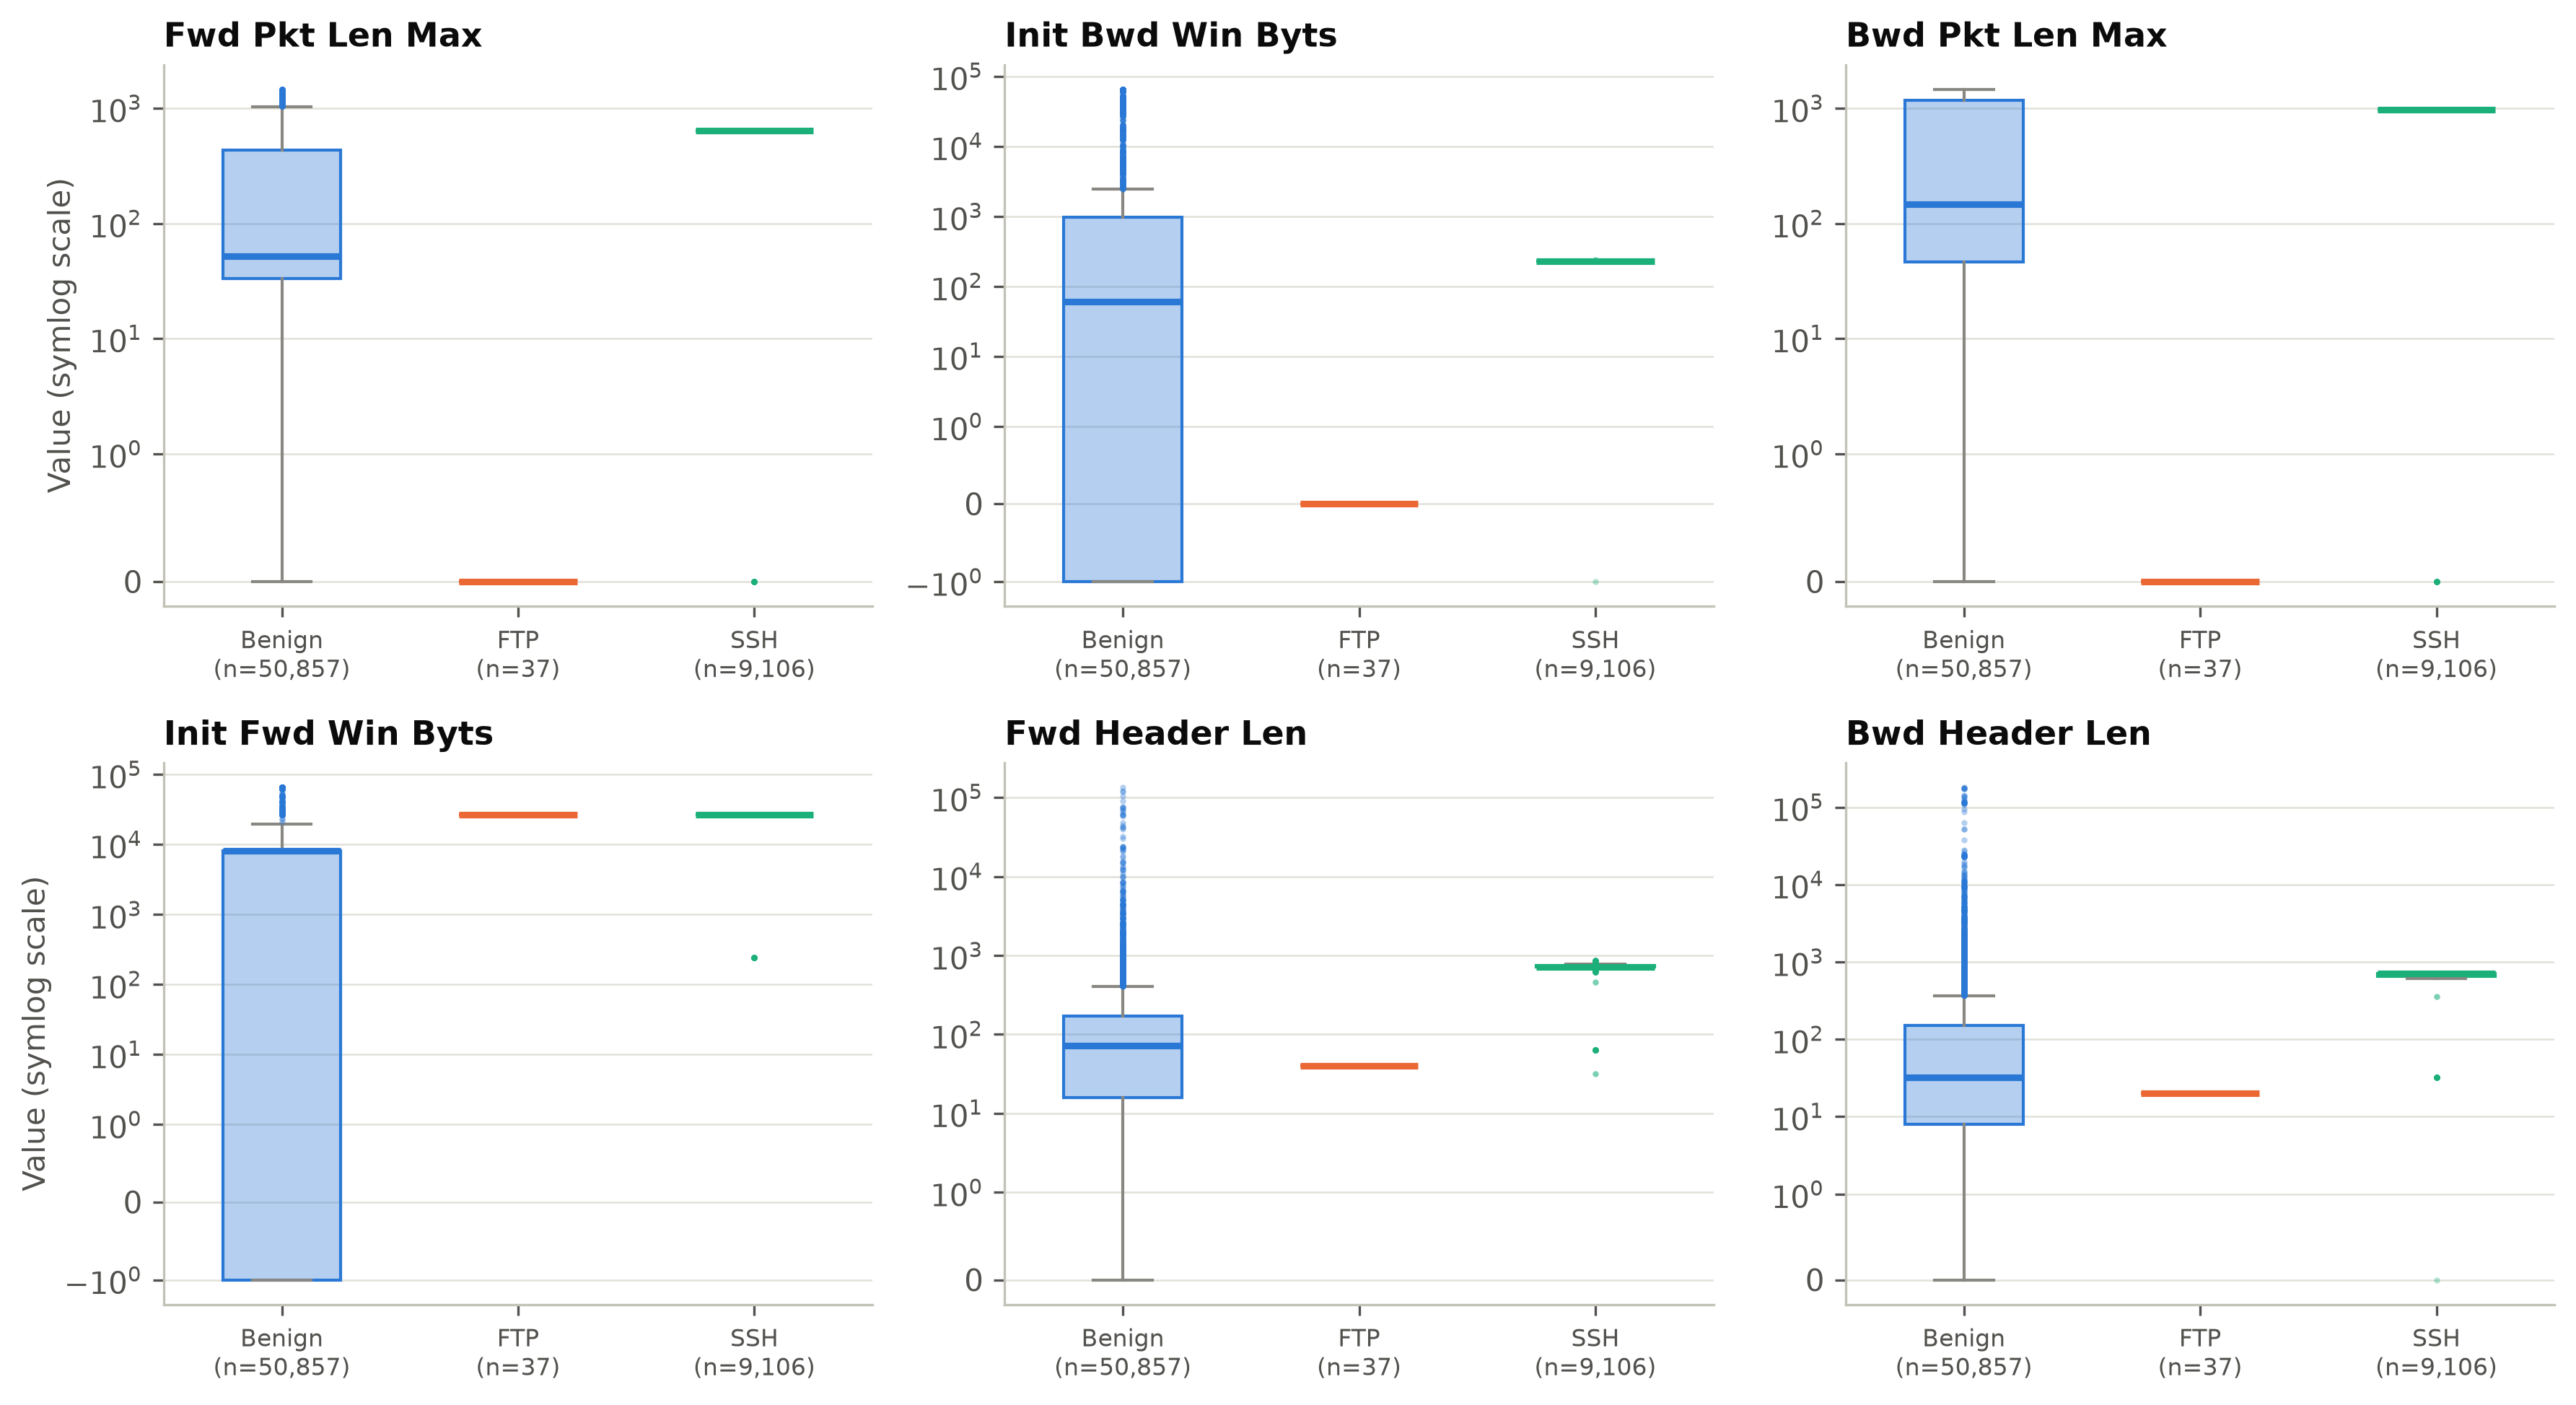 Fwd Pkt Len Max
Init Bwd Win Byts
Bwd Pkt Len Max
Value (symlog scale)
10³
10²
10¹
10⁰
0
10⁵
10⁴
10³
10²
10¹
10⁰
0
−10⁰
10³
10²
10¹
10⁰
0
Benign
(n=50,857)
FTP
(n=37)
SSH
(n=9,106)
Benign
(n=50,857)
FTP
(n=37)
SSH
(n=9,106)
Benign
(n=50,857)
FTP
(n=37)
SSH
(n=9,106)
Init Fwd Win Byts
Fwd Header Len
Bwd Header Len
Value (symlog scale)
10⁵
10⁴
10³
10²
10¹
10⁰
0
−10⁰
10⁵
10⁴
10³
10²
10¹
10⁰
0
10⁵
10⁴
10³
10²
10¹
10⁰
0
Benign
(n=50,857)
FTP
(n=37)
SSH
(n=9,106)
Benign
(n=50,857)
FTP
(n=37)
SSH
(n=9,106)
Benign
(n=50,857)
FTP
(n=37)
SSH
(n=9,106)